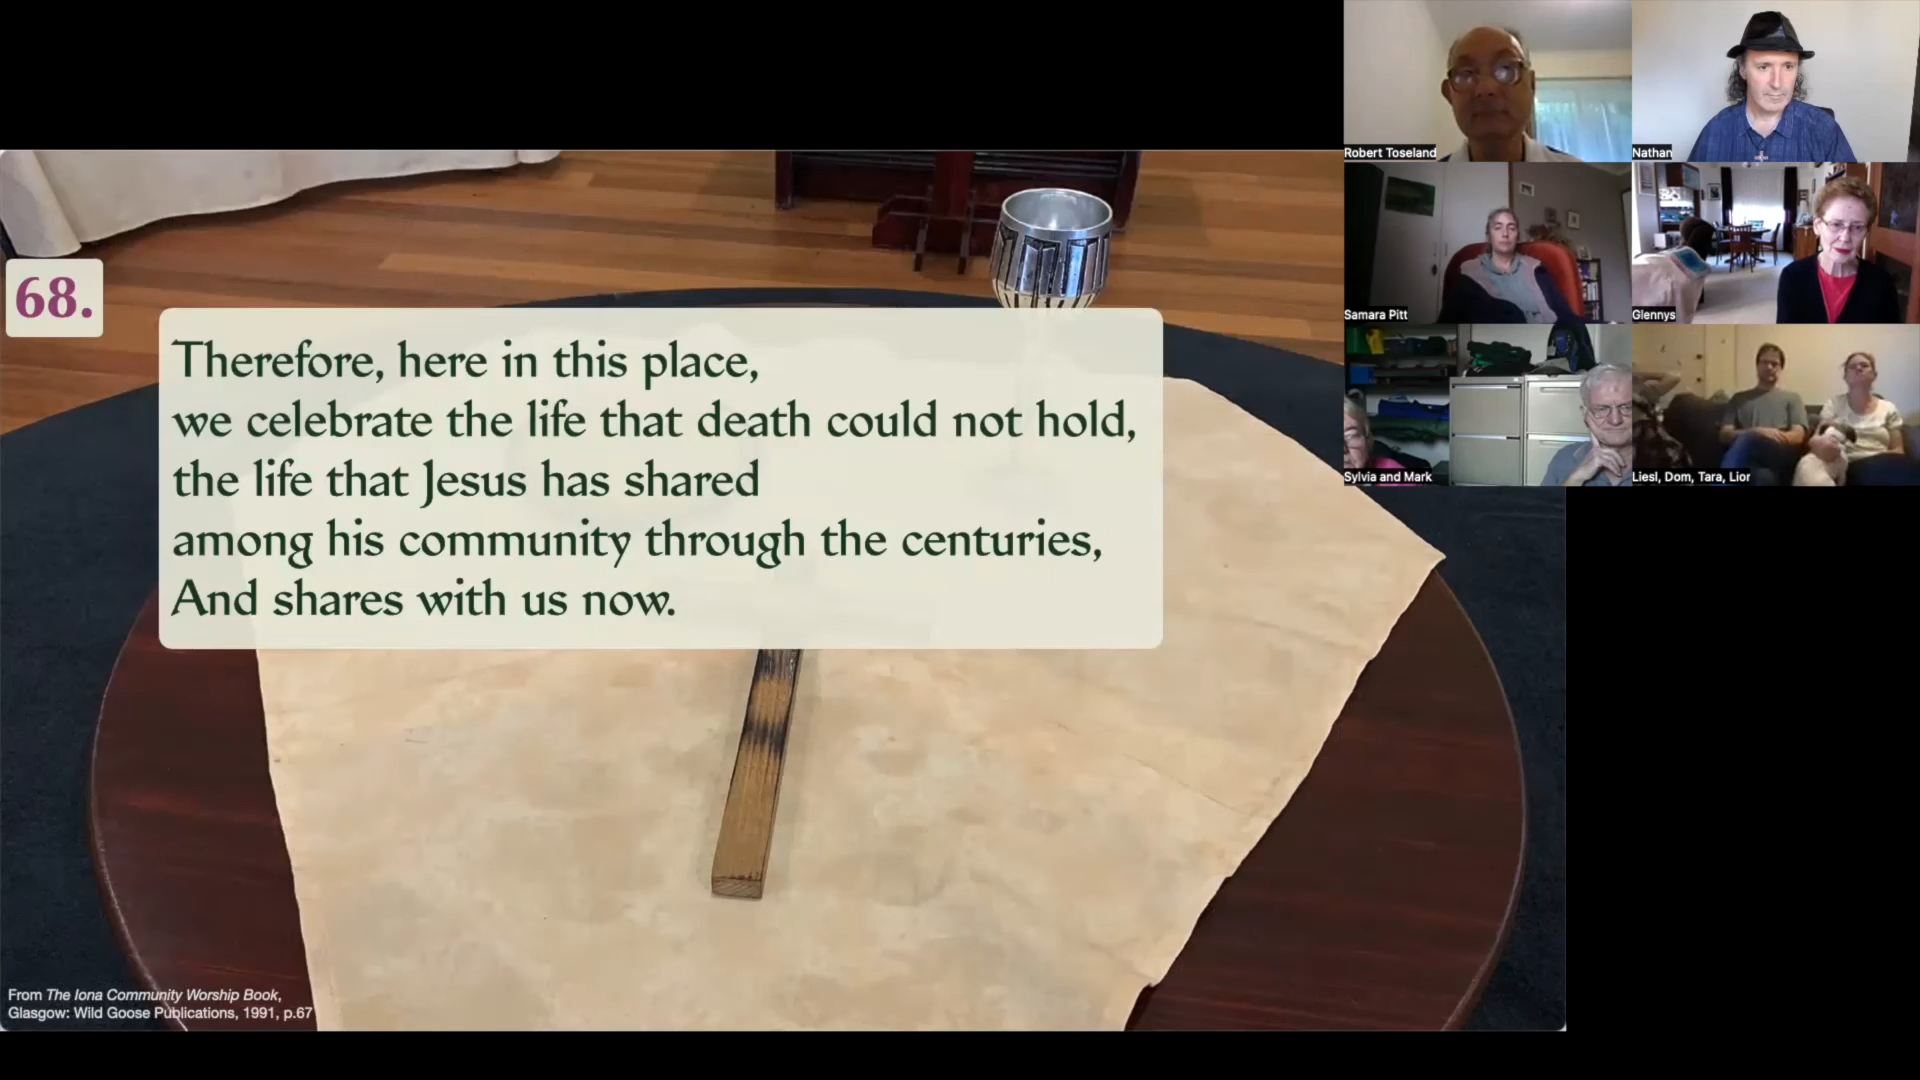 68.
Therefore, here in this place,
we celebrate the life that death could not hold,
the life that Jesus has shared
among his community through the centuries,
And shares with us now.
From The Iona Community Worship Book,
Glasgow: Wild Goose Publications, 1991, p.67
Robert Toseland
Nathan
Samara Pitt
Glennys
Sylvia and Mark
Liesl, Dom, Tara, Lior